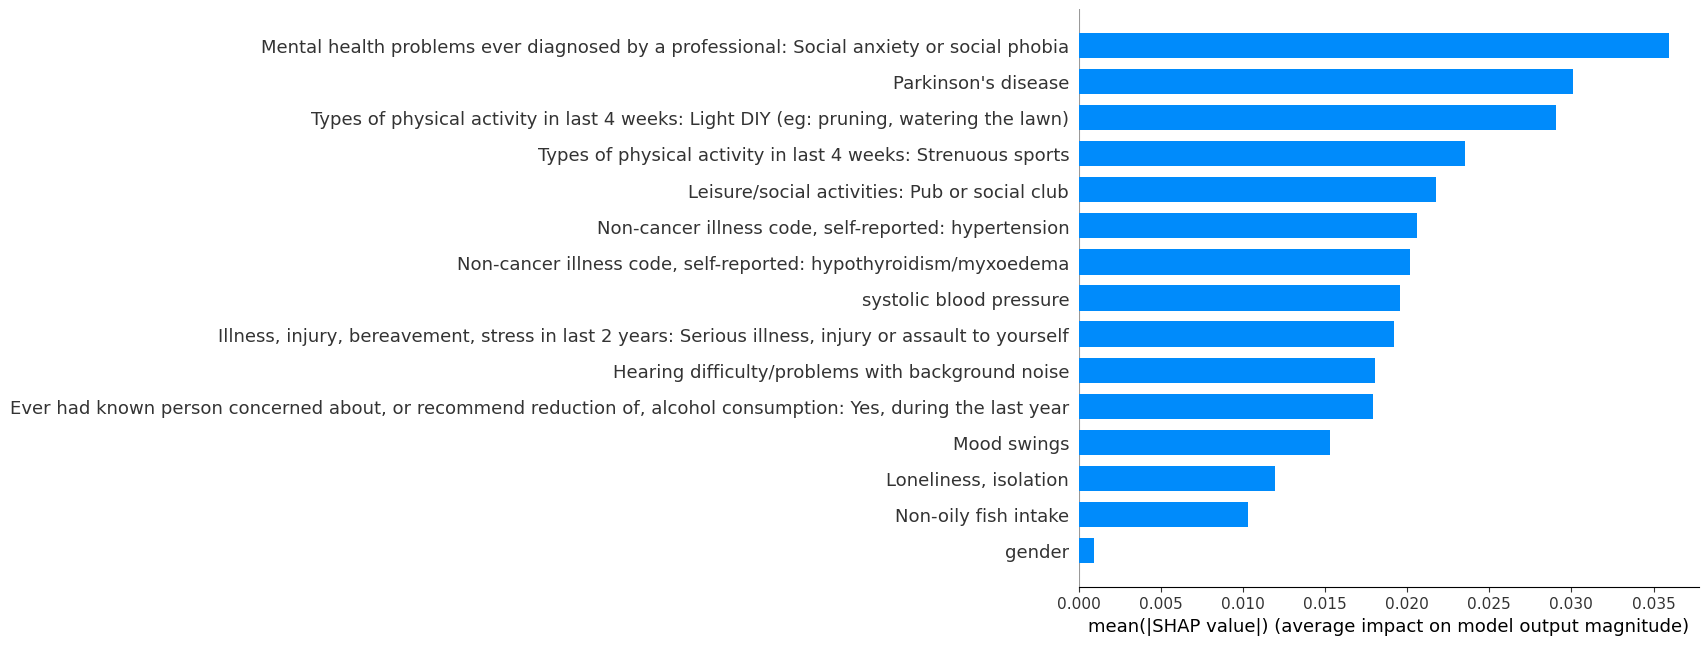 Mental health problems ever diagnosed by a professional: Social anxiety or social phobia
Parkinson's disease
Types of physical activity in last 4 weeks: Light DIY (eg: pruning, watering the lawn)
Types of physical activity in last 4 weeks: Strenuous sports
Leisure/social activities: Pub or social club
Non-cancer illness code, self-reported: hypertension
Non-cancer illness code, self-reported: hypothyroidism/myxoedema
systolic blood pressure
Illness, injury, bereavement, stress in last 2 years: Serious illness, injury or assault to yourself
Hearing difficulty/problems with background noise
Ever had known person concerned about, or recommend reduction of, alcohol consumption: Yes, during the last year
Mood swings
Loneliness, isolation
Non-oily fish intake
gender
0.000 0.005 0.010 0.015 0.020 0.025 0.030 0.035
mean(|SHAP value|) (average impact on model output magnitude)